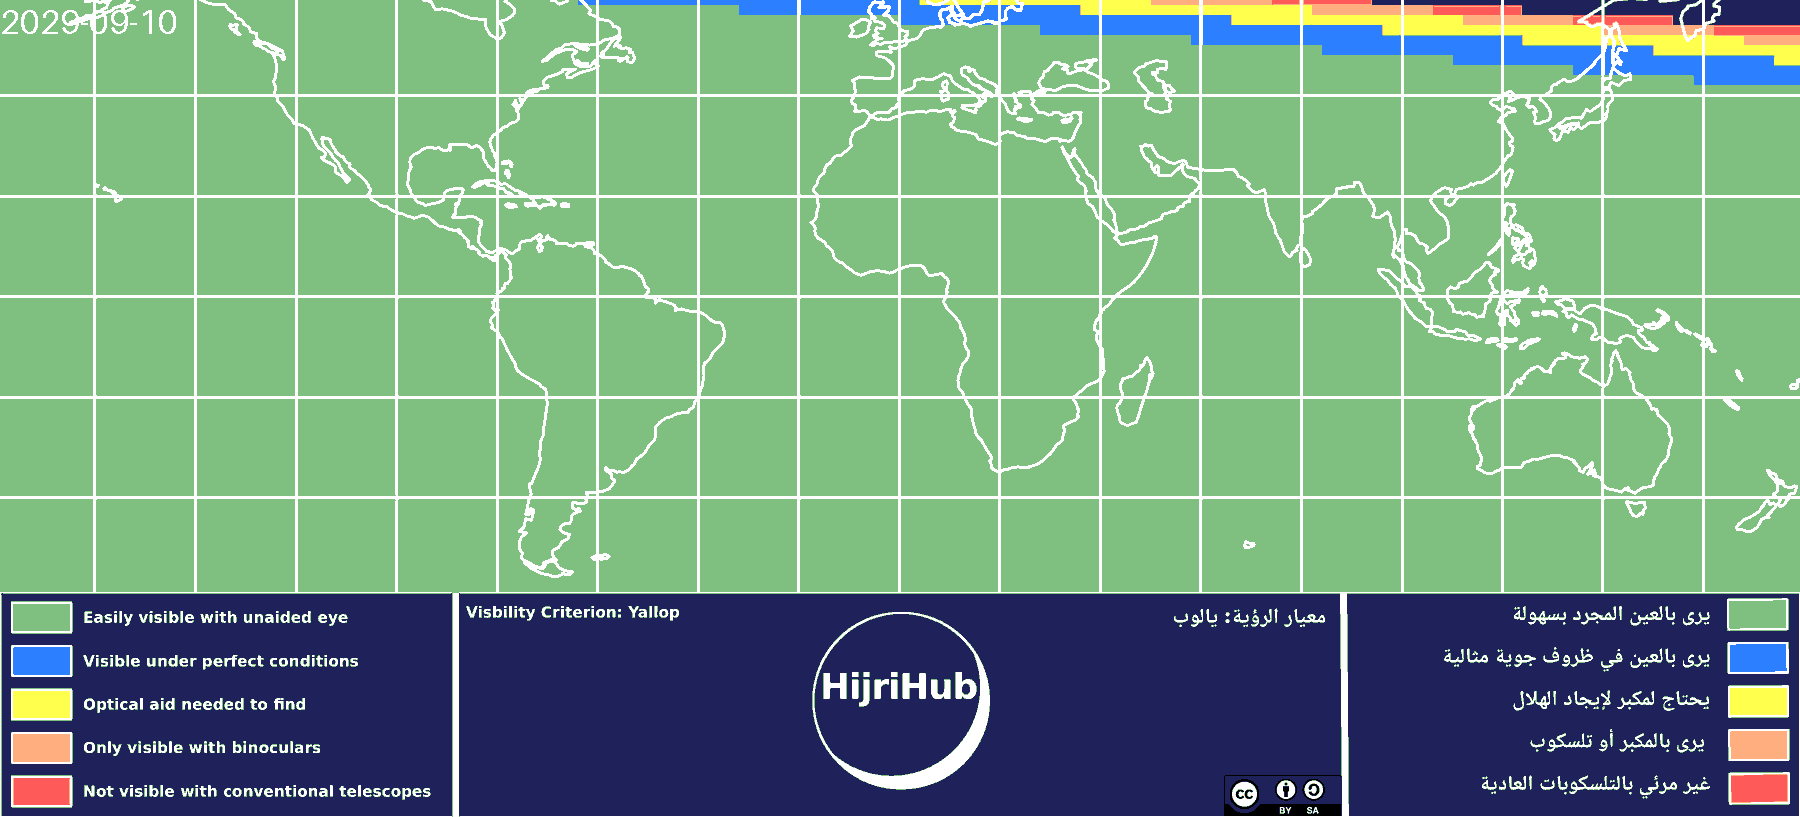 2029-09-10
Easily visible with unaided eye
Visible under perfect conditions
Optical aid needed to find
Only visible with binoculars
Not visible with conventional telescopes
Visbility Criterion: Yallop
معيار الرؤية: يالوب
HijriHub
cc
BY SA
يرى بالعين المجرد بسهولة
يرى بالعين في ظروف جوية مثالية
يحتاج لمكبر لإيجاد الهلال
يرى بالمكبر أو تلسكوب
غير مرئي بالتلسكوبات العادية